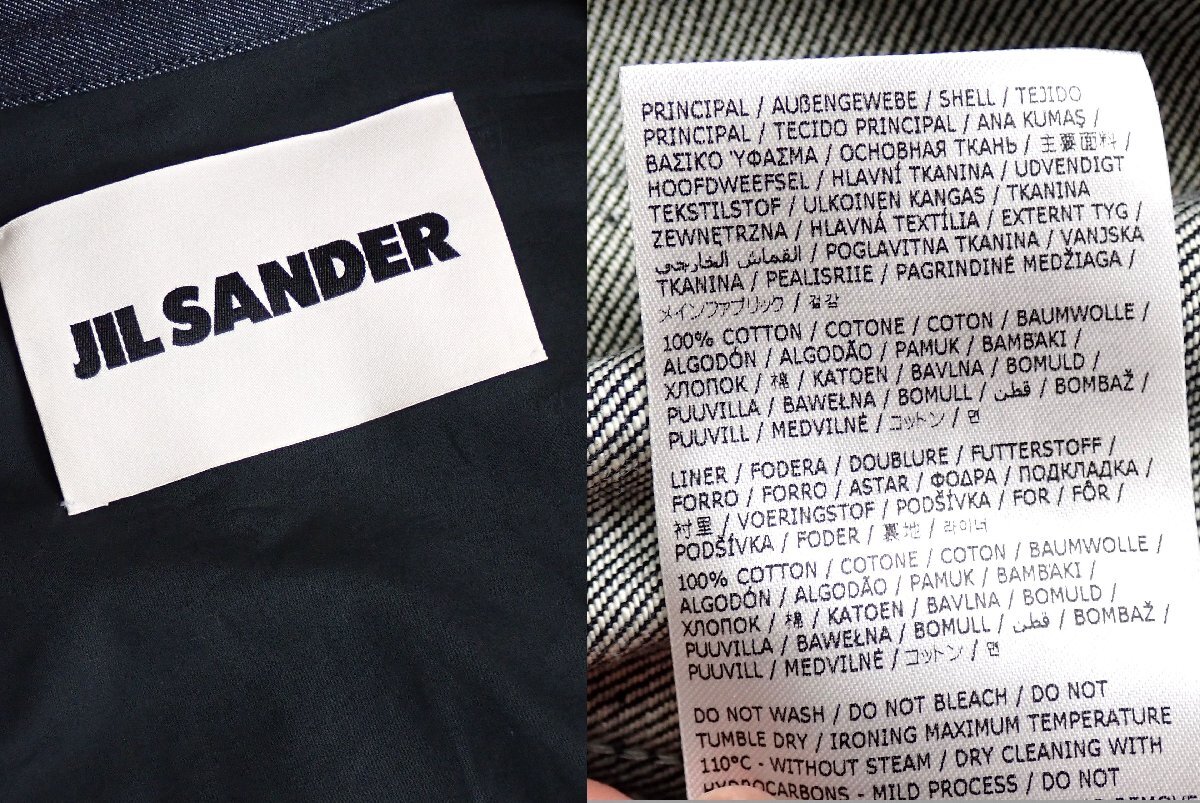 JIL SANDER
PRINCIPAL / AUßENGEWEBE / SHELL / TEJIDO
PRINCIPAL / TECIDO PRINCIPAL / ANA KUMAŞ /
ΒΑΣΙΚΟ ΎΦΑΣΜΑ / ОСНОВНАЯ ТКАНЬ / 主要面料 /
HOOFDWEEFSEL / HLAVNÍ TKANINA / UDVENDIGT
TEKSTILSTOF / ULKOINEN KANGAS / TKANINA
ZEWNĘTRZNA / HLAVNÁ TEXTÍLIA / EXTERNT TYG /
القماش الخارجي / POGLAVITNA TKANINA / VANJSKA
TKANINA / PEALISRIIE / PAGRINDINĖ MEDŽIAGA /
メインファブリック / 겉감
100% COTTON / COTONE / COTON / BAUMWOLLE /
ALGODÓN / ALGODÃO / PAMUK / ΒΑΜΒΆΚΙ /
ХЛОПОК / 棉 / KATOEN / BAVLNA / BOMULD /
PUUVILLA / BAWEŁNA / BOMULL / قطن / BOMBAŽ /
PUUVILL / MEDVILNĖ / コットン / 면
LINER / FODERA / DOUBLURE / FUTTERSTOFF /
FORRO / FORRO / ASTAR / ΦΟΔΡΑ / ПОДКЛАДКА /
衬里 / VOERINGSTOF / PODŠÍVKA / FOR / FÔR /
PODŠÍVKA / FODER / 裏地 / 라이너
100% COTTON / COTONE / COTON / BAUMWOLLE /
ALGODÓN / ALGODÃO / PAMUK / ΒΑΜΒΆΚΙ /
ХЛОПОК / 棉 / KATOEN / BAVLNA / BOMULD /
PUUVILLA / BAWEŁNA / BOMULL / قطن / BOMBAŽ /
PUUVILL / MEDVILNĖ / コットン / 면
DO NOT WASH / DO NOT BLEACH / DO NOT
TUMBLE DRY / IRONING MAXIMUM TEMPERATURE
110°C - WITHOUT STEAM / DRY CLEANING WITH
HYDROCARBONS - MILD PROCESS / DO NOT